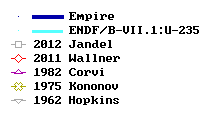 Empire
ENDF/B-VII.1:U-235
2012 Jandel
2011 Wallner
1982 Corvi
1975 Kononov
1962 Hopkins